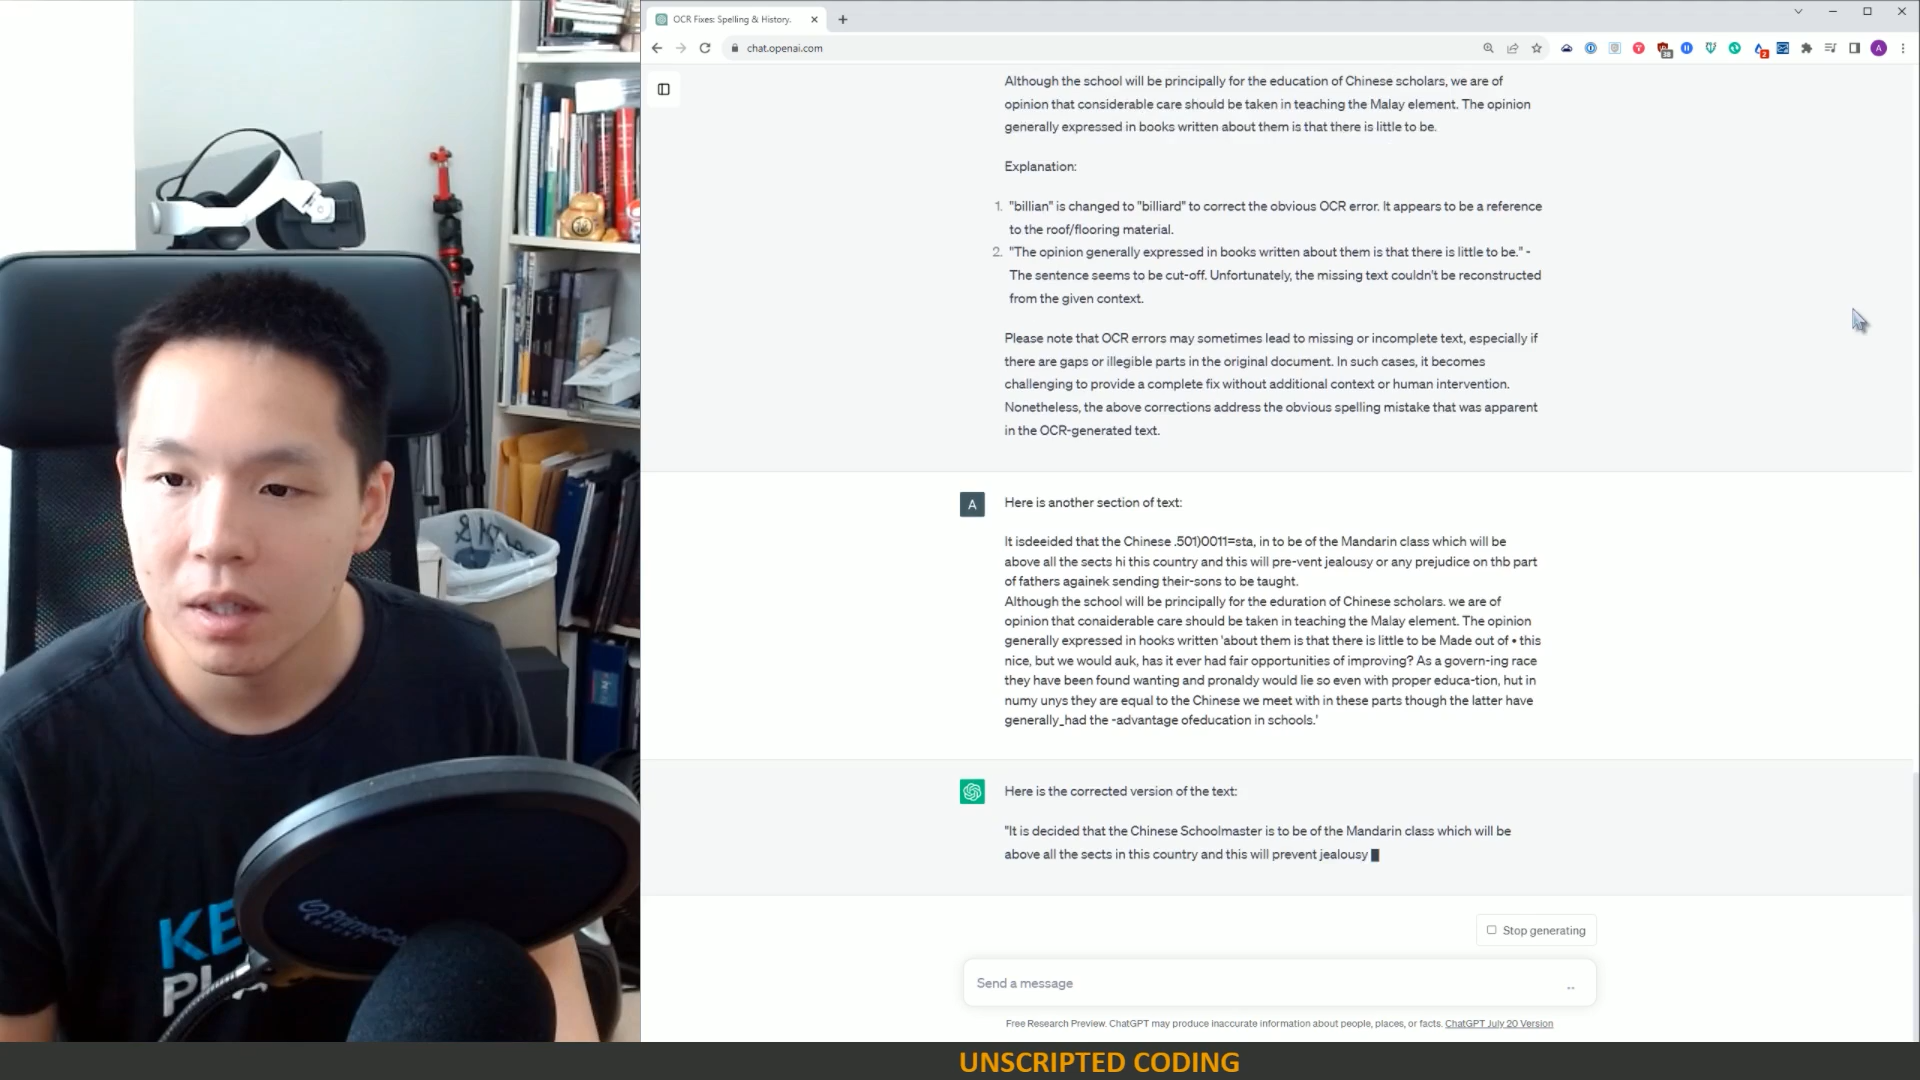 OCR Fixes: Spelling & History.
chat.openai.com
Although the school will be principally for the education of Chinese scholars, we are of
opinion that considerable care should be taken in teaching the Malay element. The opinion
generally expressed in books written about them is that there is little to be.
Explanation:
1. "billian" is changed to "billiard" to correct the obvious OCR error. It appears to be a reference
to the roof/flooring material.
2. "The opinion generally expressed in books written about them is that there is little to be." -
The sentence seems to be cut-off. Unfortunately, the missing text couldn't be reconstructed
from the given context.
Please note that OCR errors may sometimes lead to missing or incomplete text, especially if
there are gaps or illegible parts in the original document. In such cases, it becomes
challenging to provide a complete fix without additional context or human intervention.
Nonetheless, the above corrections address the obvious spelling mistake that was apparent
in the OCR-generated text.
A
Here is another section of text:
It isdeeided that the Chinese .501)0011=sta, in to be of the Mandarin class which will be
above all the sects hi this country and this will pre-vent jealousy or any prejudice on thb part
of fathers againek sending their-sons to be taught.
Although the school will be principally for the eduration of Chinese scholars. we are of
opinion that conaiderable care should be taken in teaching the Malay element. The opinion
generally expressed in hooks written 'about them is that there is little to be Made out of • this
nice, but we would auk, has it ever had fair opportunities of improving? As a govern-ing race
they have been found wanting and pronaldy would lie so even with proper educa-tion, hut in
numy unys they are equal to the Chinese we meet with in these parts though the latter have
generally_had the -advantage ofeducation in schools.'
Here is the corrected version of the text:
"It is decided that the Chinese Schoolmaster is to be of the Mandarin class which will be
above all the sects in this country and this will prevent jealousy
Stop generating
Send a message
Free Research Preview. ChatGPT may produce inaccurate information about people, places, or facts. ChatGPT July 20 Version
UNSCRIPTED CODING